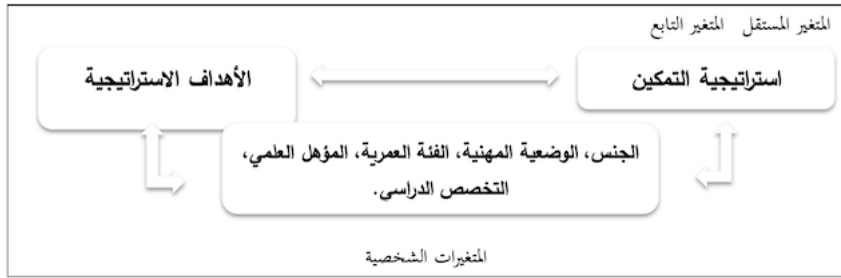 المتغير المستقل المتغير التابع
استراتيجية التمكين
الأهداف الاستراتيجية
الجنس، الوضعية المهنية، الفئة العمرية، المؤهل العلمي،
التخصص الدراسي.
المتغيرات الشخصية